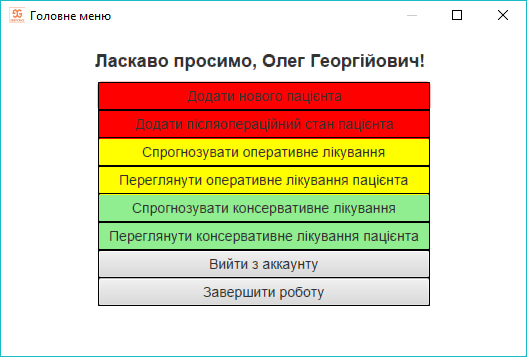 Головне меню
Ласкаво просимо, Олег Георгійович!
Додати нового пацієнта
Додати післяопераційний стан пацієнта
Спрогнозувати оперативне лікування
Переглянути оперативне лікування пацієнта
Спрогнозувати консервативне лікування
Переглянути консервативне лікування пацієнта
Вийти з аккаунту
Завершити роботу